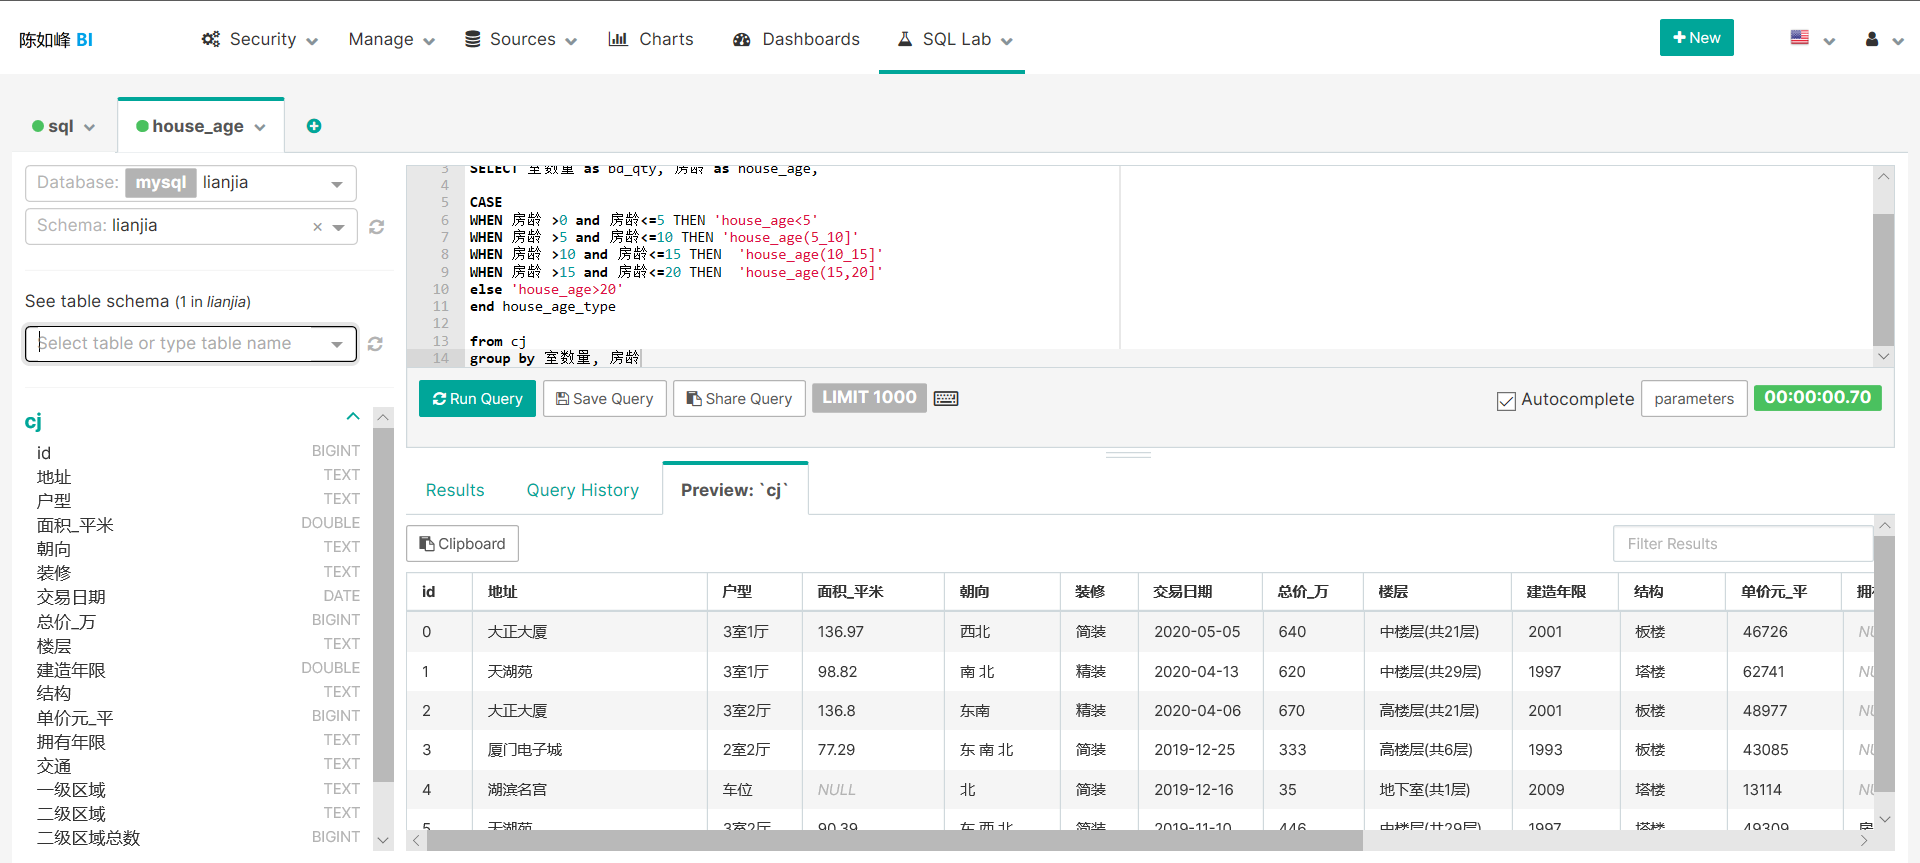 陈如峰 BI
Security
Manage
Sources
Charts
Dashboards
SQL Lab
New
sql
house_age
Database: mysql lianjia
Schema: lianjia ×
See table schema (1 in lianjia)
Select table or type table name
cj
id BIGINT
地址 TEXT
户型 TEXT
面积_平米 DOUBLE
朝向 TEXT
装修 TEXT
交易日期 DATE
总价_万 BIGINT
楼层 TEXT
建造年限 DOUBLE
结构 TEXT
单价元_平 BIGINT
拥有年限 TEXT
交通 TEXT
一级区域 TEXT
二级区域 TEXT
二级区域总数 BIGINT
3 SELECT 室数量 as bd_qty, 房龄 as house_age,
4
5 CASE
6 WHEN 房龄 >0 and 房龄<=5 THEN 'house_age<5'
7 WHEN 房龄 >5 and 房龄<=10 THEN 'house_age(5_10]'
8 WHEN 房龄 >10 and 房龄<=15 THEN  'house_age(10_15]'
9 WHEN 房龄 >15 and 房龄<=20 THEN  'house_age(15,20]'
10 else 'house_age>20'
11 end house_age_type
12
13 from cj
14 group by 室数量, 房龄
Run Query
Save Query
Share Query
LIMIT 1000
Autocomplete
parameters
00:00:00.70
Results
Query History
Preview: `cj`
Clipboard
Filter Results
id 地址 户型 面积_平米 朝向 装修 交易日期 总价_万 楼层 建造年限 结构 单价元_平
0 大正大厦 3室1厅 136.97 西北 简装 2020-05-05 640 中楼层(共21层) 2001 板楼 46726
1 天湖苑 3室1厅 98.82 南 北 精装 2020-04-13 620 中楼层(共29层) 1997 塔楼 62741
2 大正大厦 3室2厅 136.8 东南 精装 2020-04-06 670 高楼层(共21层) 2001 板楼 48977
3 厦门电子城 2室2厅 77.29 东 南 北 简装 2019-12-25 333 高楼层(共6层) 1993 板楼 43085
4 湖滨名宫 车位 NULL 北 简装 2019-12-16 35 地下室(共1层) 2009 塔楼 13114
5 天湖苑 3室2厅 90.39 东 西 北 简装 2019-11-10 446 中楼层(共29层) 1997 塔楼 49309